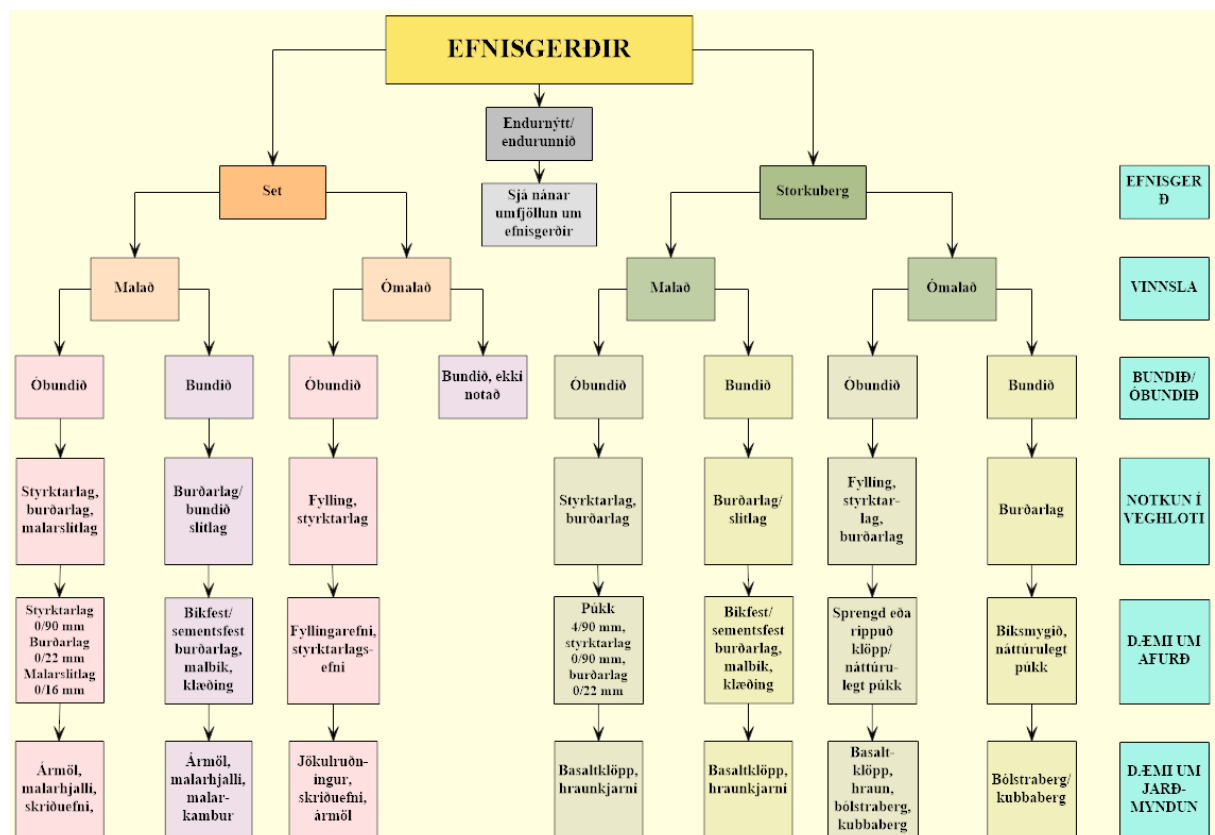 EFNISGERÐIR
Endurnýtt/
endurunnið
Set
Sjá nánar
umfjöllun um
efnisgerðir
Storkuberg
EFNISGER
Ð
Malað
Ómalað
Malað
Ómalað
VINNSLA
Óbundið
Bundið
Óbundið
Bundið, ekki
notað
Óbundið
Bundið
Óbundið
Bundið
BUNDIÐ/
ÓBUNDIÐ
Styrktarlag,
burðarlag,
malarslitlag
Burðarlag/
bundið
slitlag
Fylling,
styrktarlag
Styrktarlag,
burðarlag
Burðarlag/
slitlag
Fylling,
styrktar-
lag,
burðarlag
Burðarlag
NOTKUN Í
VEGHLOTI
Styrktarlag
0/90 mm
Burðarlag
0/22 mm
Malarslitlag
0/16 mm
Bikfest/
sementsfest
burðarlag,
malbik,
klæðing
Fyllingarefni,
styrktarlags-
efni
Púkk
4/90 mm,
styrktarlag
0/90 mm,
burðarlag
0/22 mm
Bikfest/
sementsfest
burðarlag,
malbik,
klæðing
Sprengd eða
rippuð
klöpp/
náttúru-
legt púkk
Biksmygið,
náttúrulegt
púkk
DÆMI UM
AFURÐ
Ármöl,
malarhjalli,
skriðuefni,
Ármöl,
malarhjalli,
malar-
kambur
Jökulruðn-
ingur,
skriðuefni,
ármöl
Basaltklöpp,
hraunkjarni
Basaltklöpp,
hraunkjarni
Basalt-
klöpp,
hraun,
bólstraberg,
kubbaberg
Bólstraberg/
kubbaberg
DÆMI UM
JARÐ-
MYNDUN